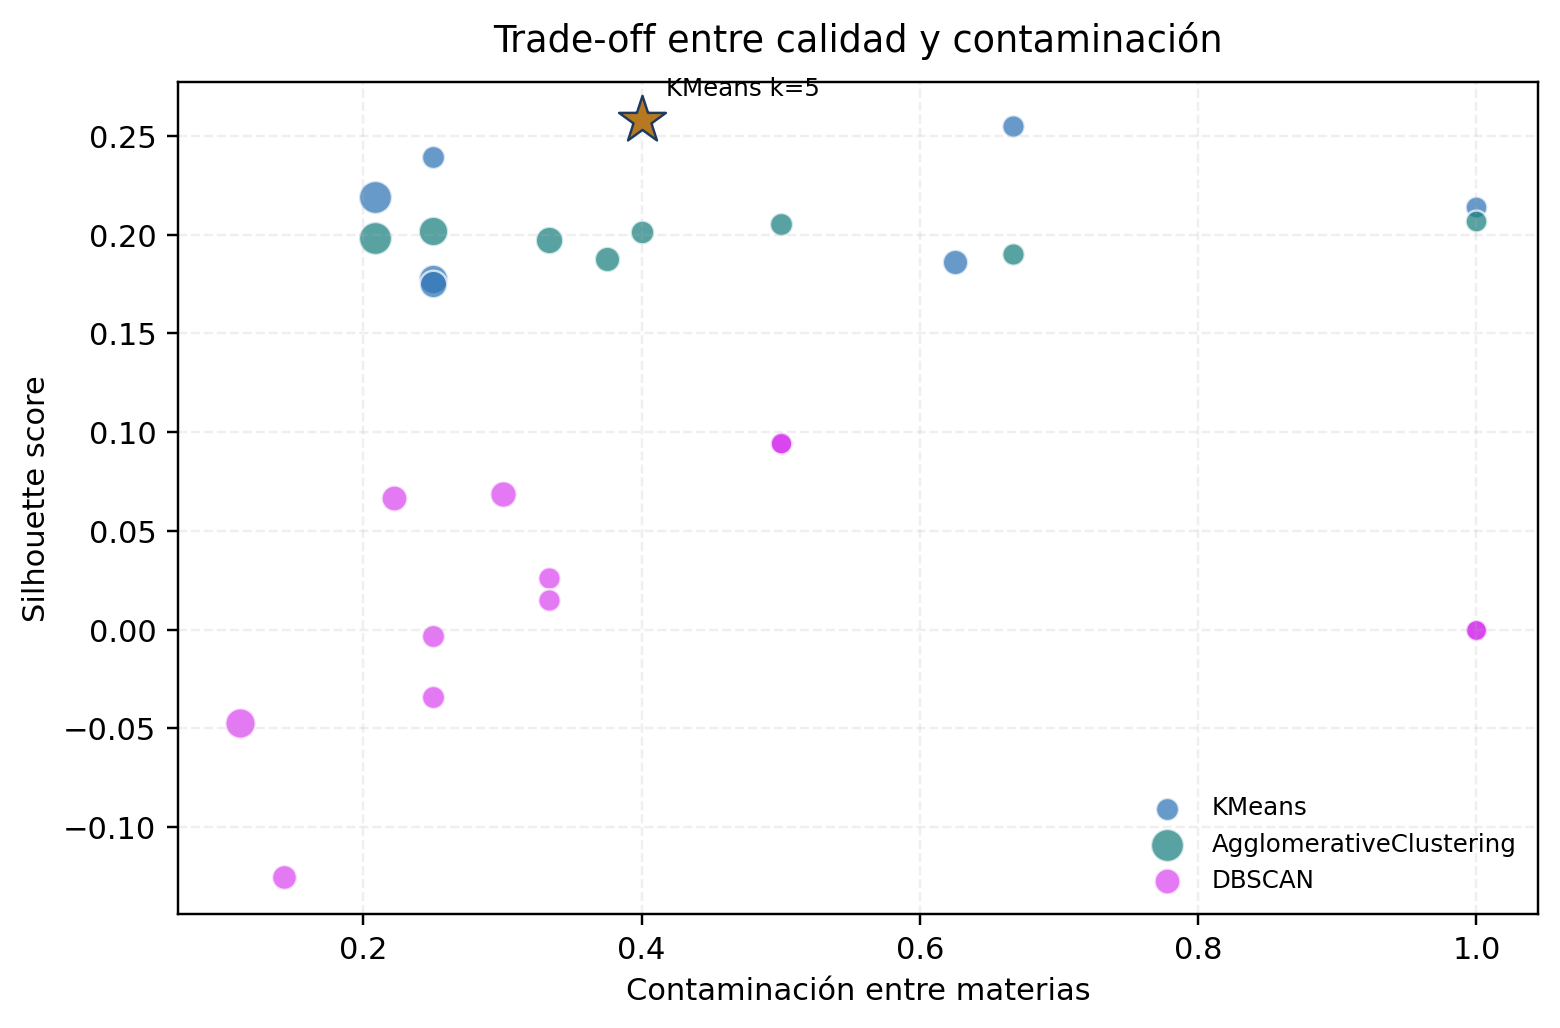 Trade-off entre calidad y contaminación
KMeans k=5
0.25
0.20
0.15
0.10
0.05
0.00
−0.05
−0.10
Silhouette score
KMeans
AgglomerativeClustering
DBSCAN
0.2 0.4 0.6 0.8 1.0
Contaminación entre materias